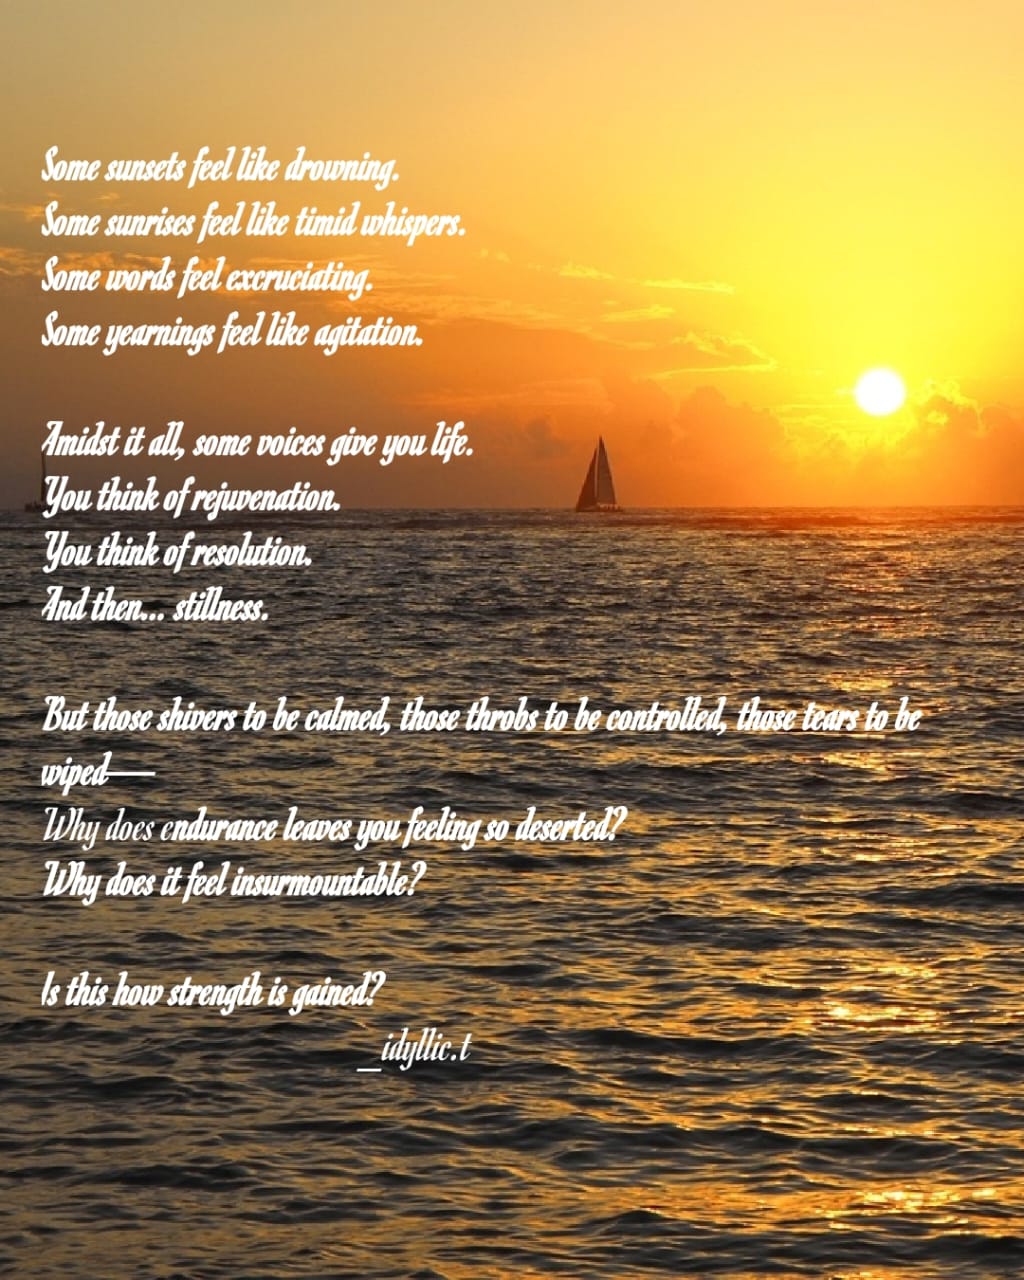 Some sunsets feel like drowning.
Some sunrises feel like timid whispers.
Some words feel excruciating.
Some yearnings feel like agitation.
Amidst it all, some voices give you life.
You think of rejuvenation.
You think of resolution.
And then... stillness.
But those shivers to be calmed, those throbs to be controlled, those tears to be
wiped—
Why does endurance leaves you feeling so deserted?
Why does it feel insurmountable?
Is this how strength is gained?
_idyllic.t